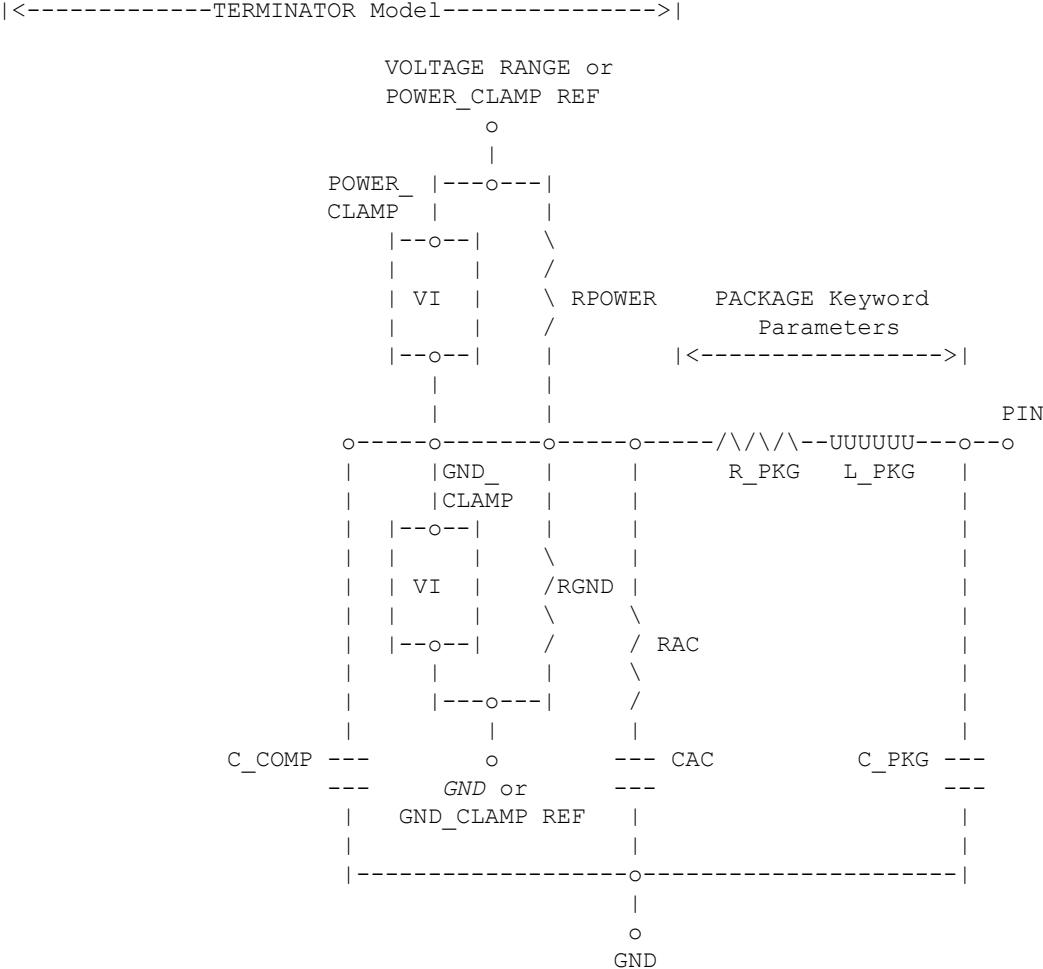 |<-------------TERMINATOR Model--------------->|
VOLTAGE RANGE or
POWER_CLAMP REF
POWER_
CLAMP
VI
RPOWER
PACKAGE Keyword
Parameters
|<----------------->|
PIN
GND_
CLAMP
R_PKG L_PKG
VI
RGND
RAC
C_COMP
CAC
C_PKG
GND or
GND_CLAMP REF
GND